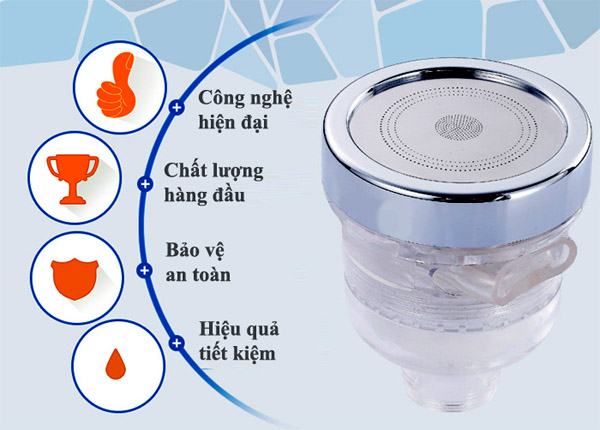 Công nghệ
hiện đại
Chất lượng
hàng đầu
Bảo vệ
an toàn
Hiệu quả
tiết kiệm